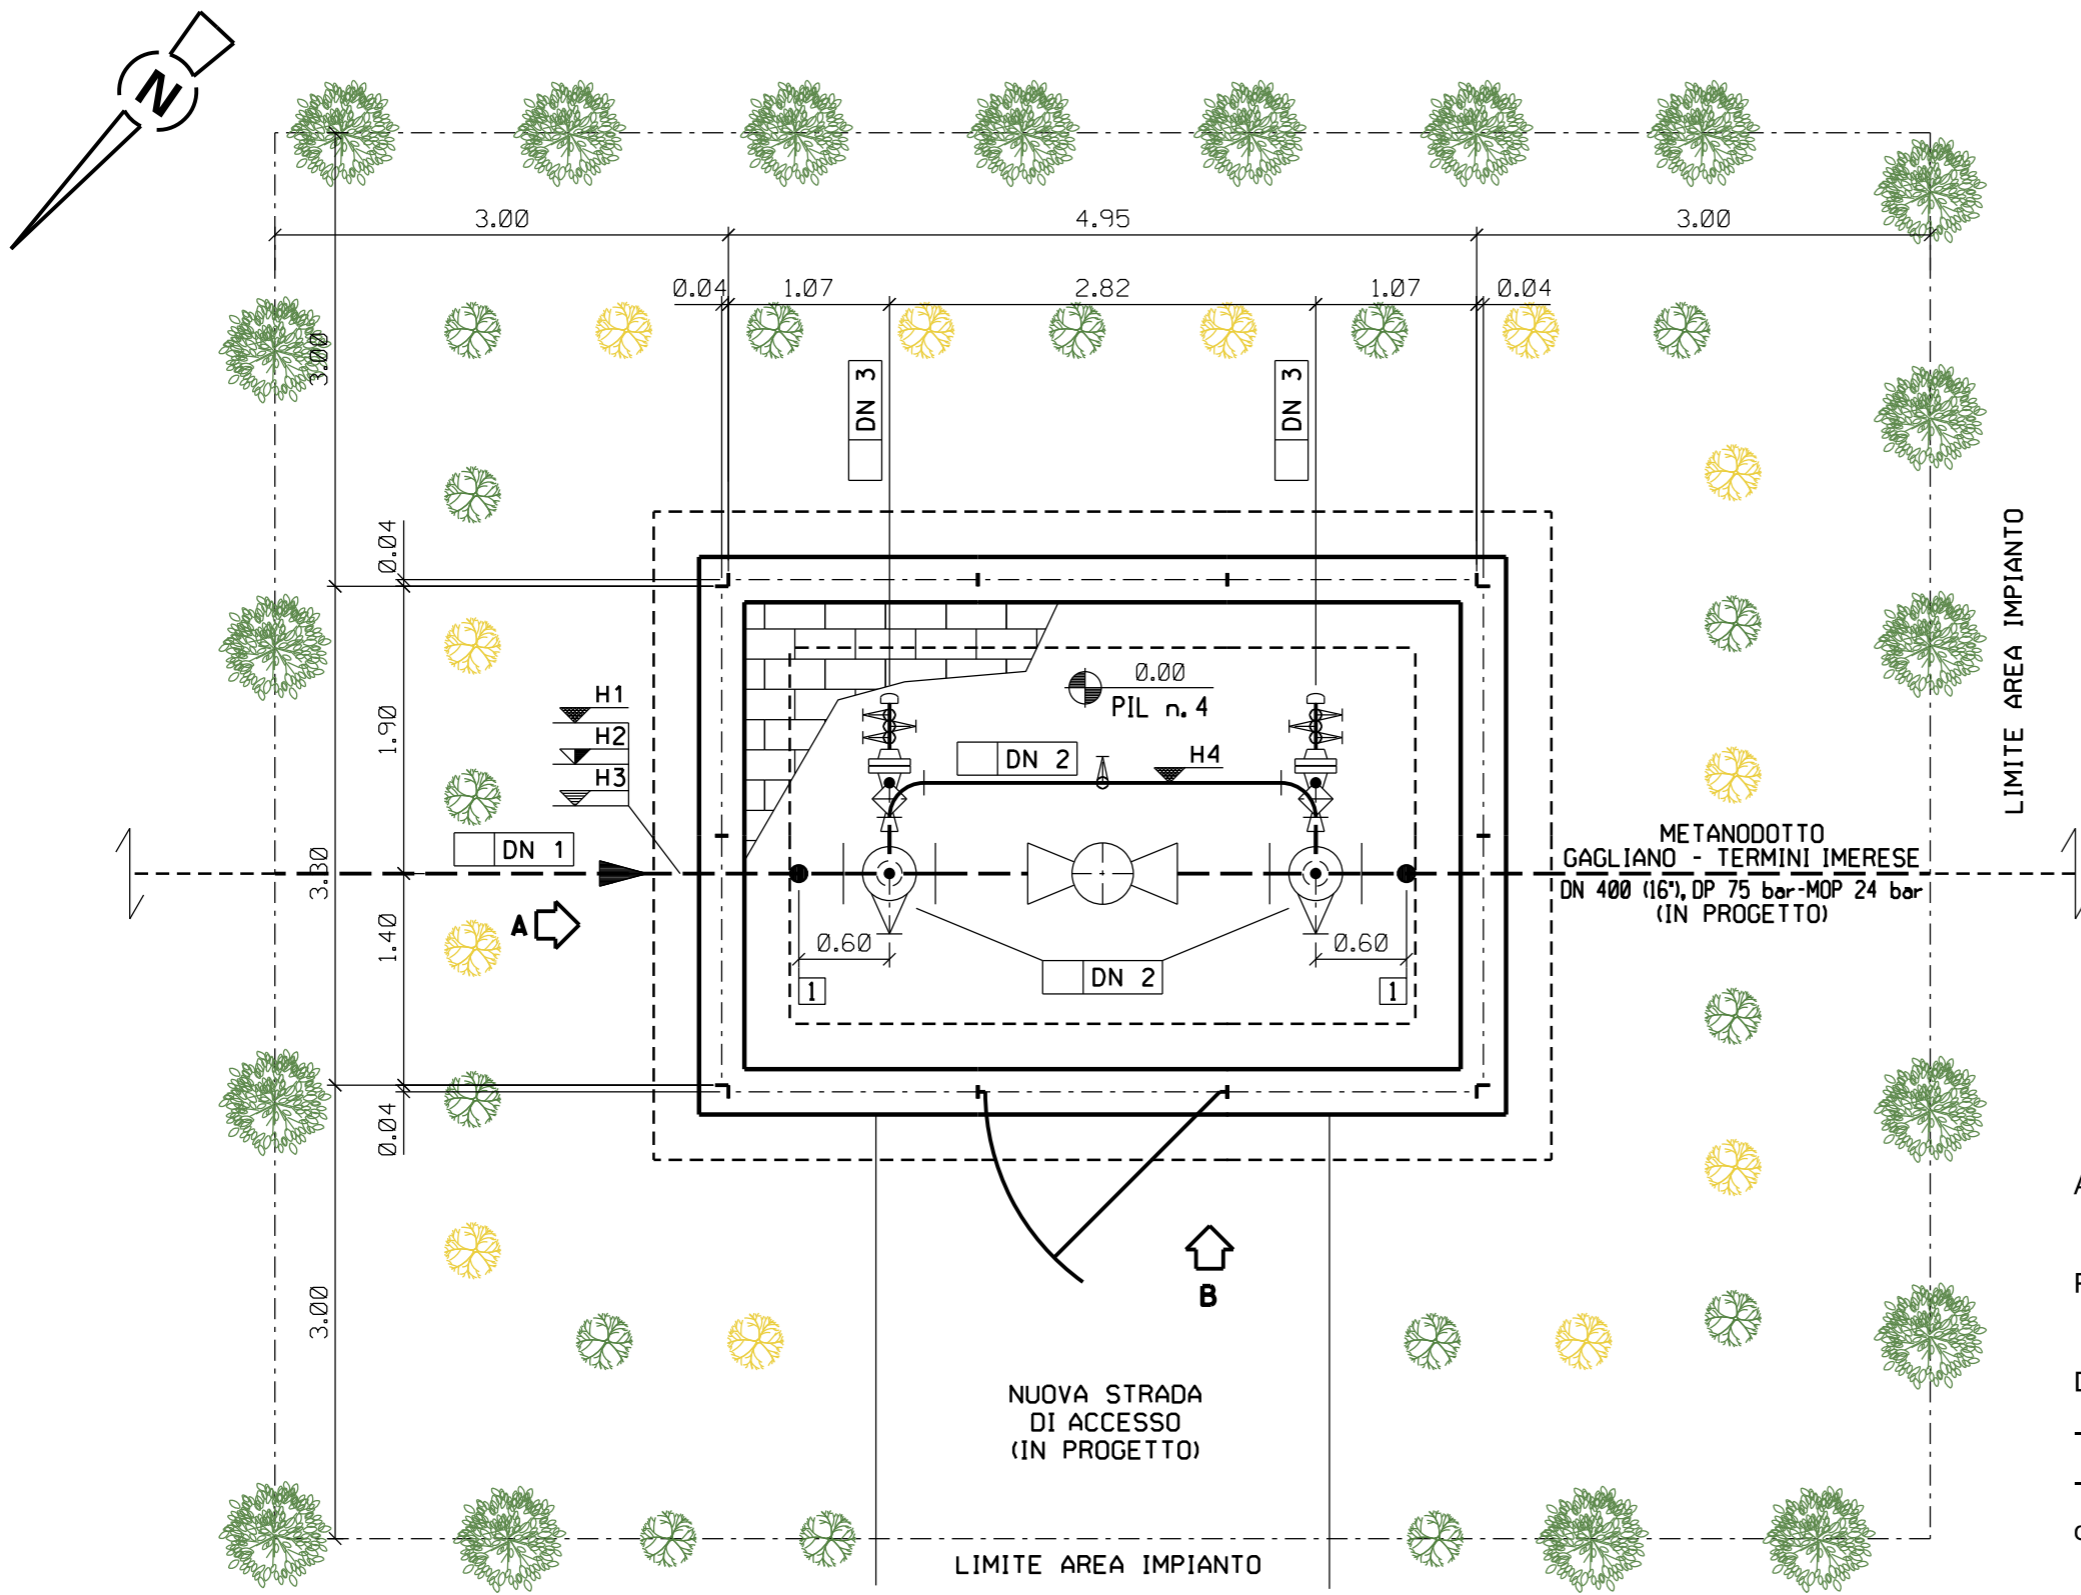 N
3.00
4.95
3.00
0.04
1.07
2.82
1.07
0.04
3.00
DN 3
DN 3
0.04
LIMITE AREA IMPIANTO
0.00
PIL n. 4
H1
H2
H3
1.90
DN 2
H4
DN 1
3.30
METANODOTTO
GAGLIANO - TERMINI IMERESE
DN 400 (16"), DP 75 bar-MOP 24 bar
(IN PROGETTO)
A
1.40
0.60
0.60
DN 2
1
1
0.04
3.00
B
NUOVA STRADA
DI ACCESSO
(IN PROGETTO)
LIMITE AREA IMPIANTO